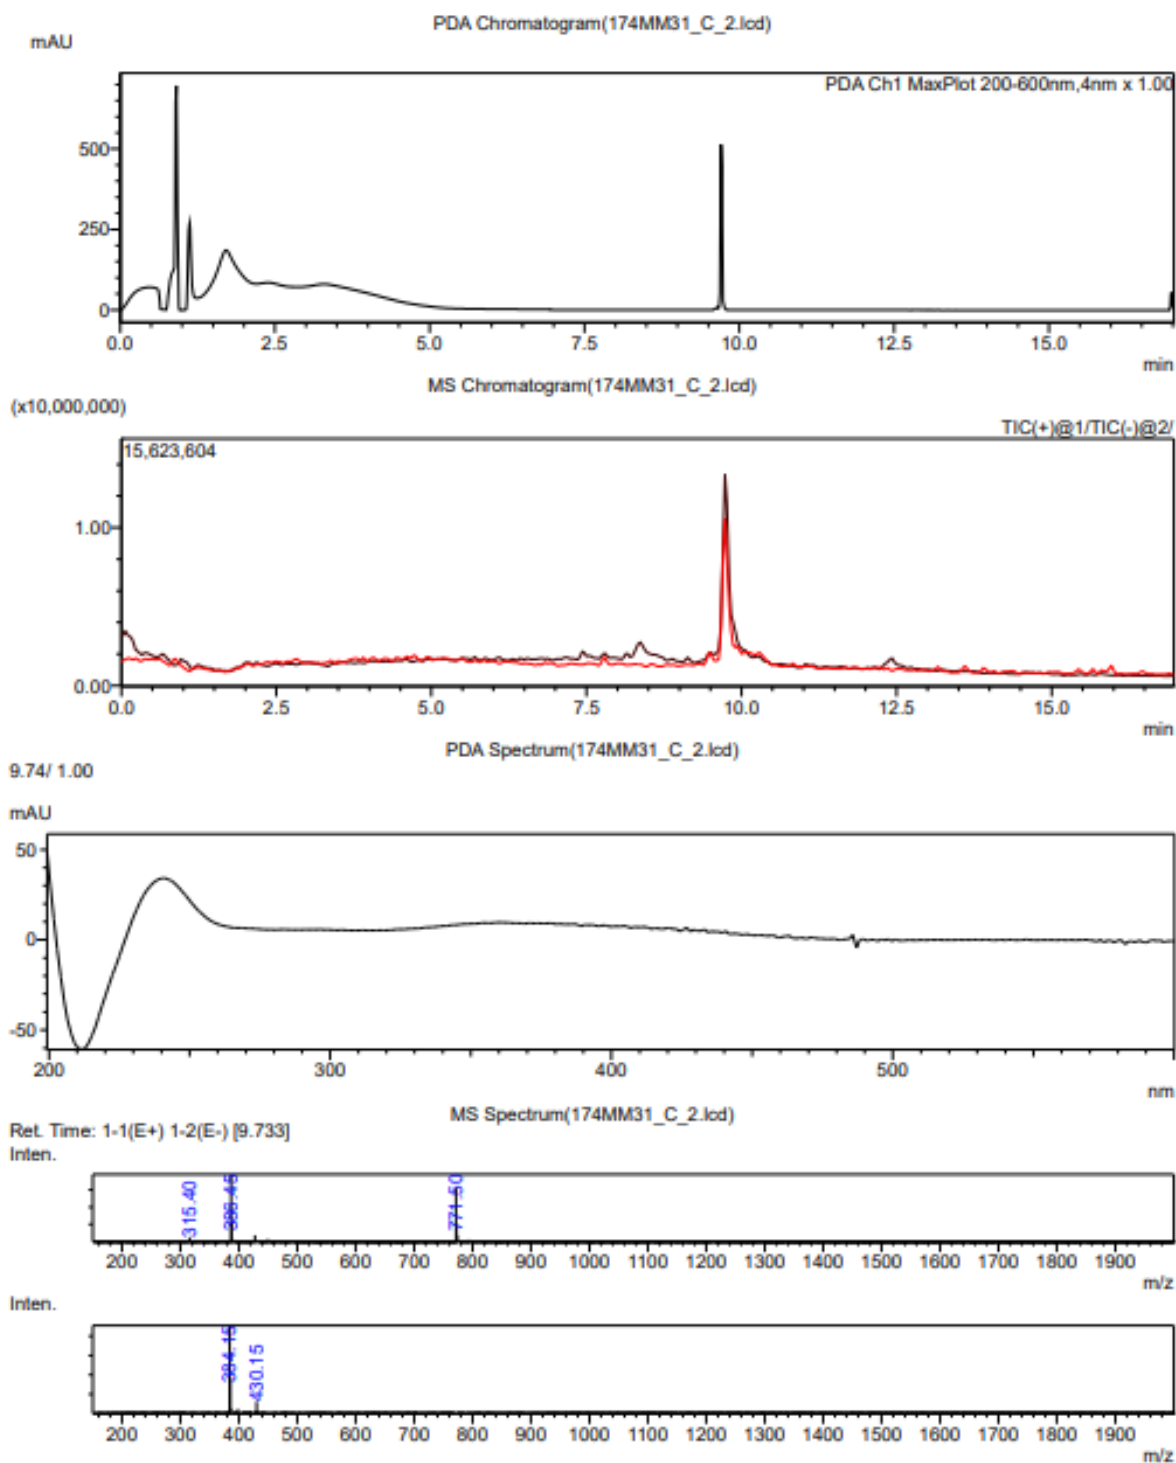 PDA Chromatogram(174MM31_C_2.lcd)
mAU
PDA Ch1 MaxPlot 200-600nm,4nm x 1.00
500
250
0
0.0 2.5 5.0 7.5 10.0 12.5 15.0
min
MS Chromatogram(174MM31_C_2.lcd)
(x10,000,000)
TIC(+)@1/TIC(-)@2/
15,623,604
1.00
0.00
0.0 2.5 5.0 7.5 10.0 12.5 15.0
min
PDA Spectrum(174MM31_C_2.lcd)
9.74/ 1.00
mAU
50
0
-50
200 300 400 500
nm
MS Spectrum(174MM31_C_2.lcd)
Ret. Time: 1-1(E+) 1-2(E-) [9.733]
Inten.
315.40
771.50
200 300 400 500 600 700 800 900 1000 1100 1200 1300 1400 1500 1600 1700 1800 1900
m/z
Inten.
384.15
430.15
200 300 400 500 600 700 800 900 1000 1100 1200 1300 1400 1500 1600 1700 1800 1900
m/z